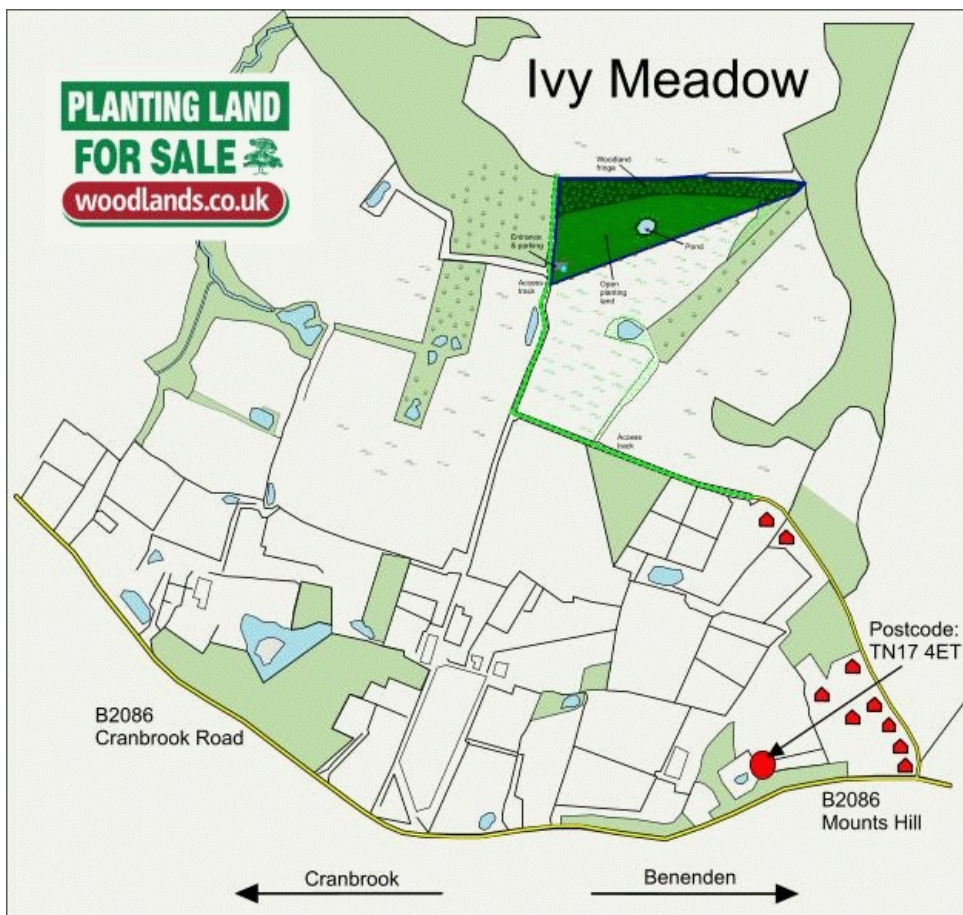 Ivy Meadow
PLANTING LAND
FOR SALE
woodlands.co.uk
Woodland
fringe
Entrance
& parking
Pond
Access
track
Open
planting
land
Access
track
Postcode:
TN17 4ET
B2086
Cranbrook Road
B2086
Mounts Hill
Cranbrook
Benenden